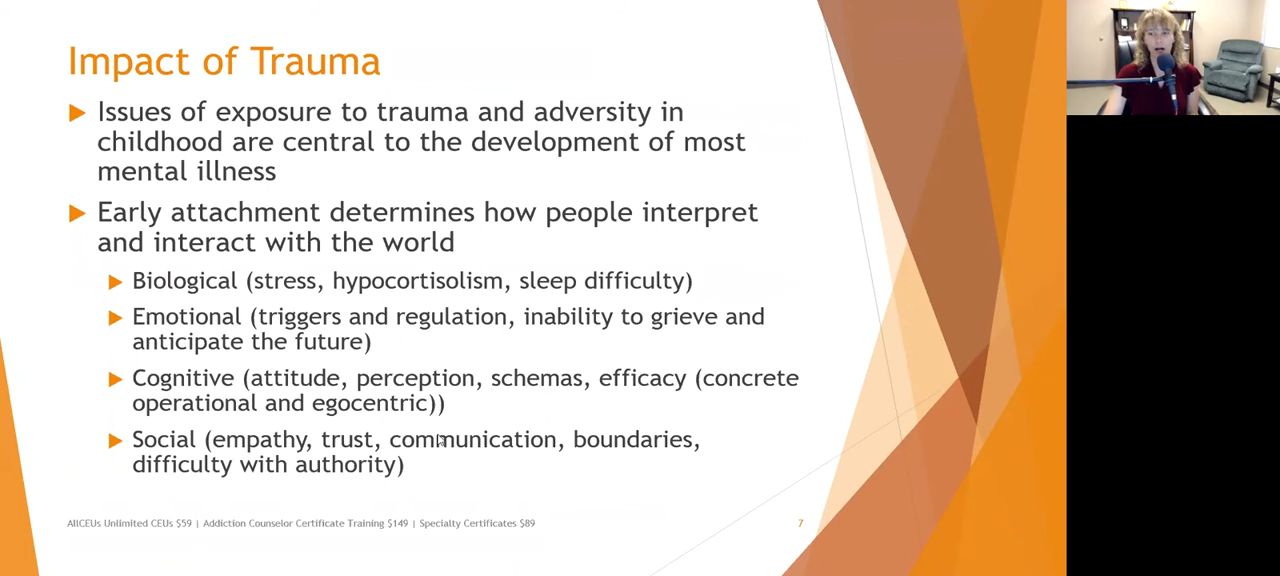 Impact of Trauma
Issues of exposure to trauma and adversity in
childhood are central to the development of most
mental illness
Early attachment determines how people interpret
and interact with the world
Biological (stress, hypocortisolism, sleep difficulty)
Emotional (triggers and regulation, inability to grieve and
anticipate the future)
Cognitive (attitude, perception, schemas, efficacy (concrete
operational and egocentric))
Social (empathy, trust, communication, boundaries,
difficulty with authority)
AllCEUs Unlimited CEUs $59 | Addiction Counselor Certificate Training $149 | Specialty Certificates $89
7